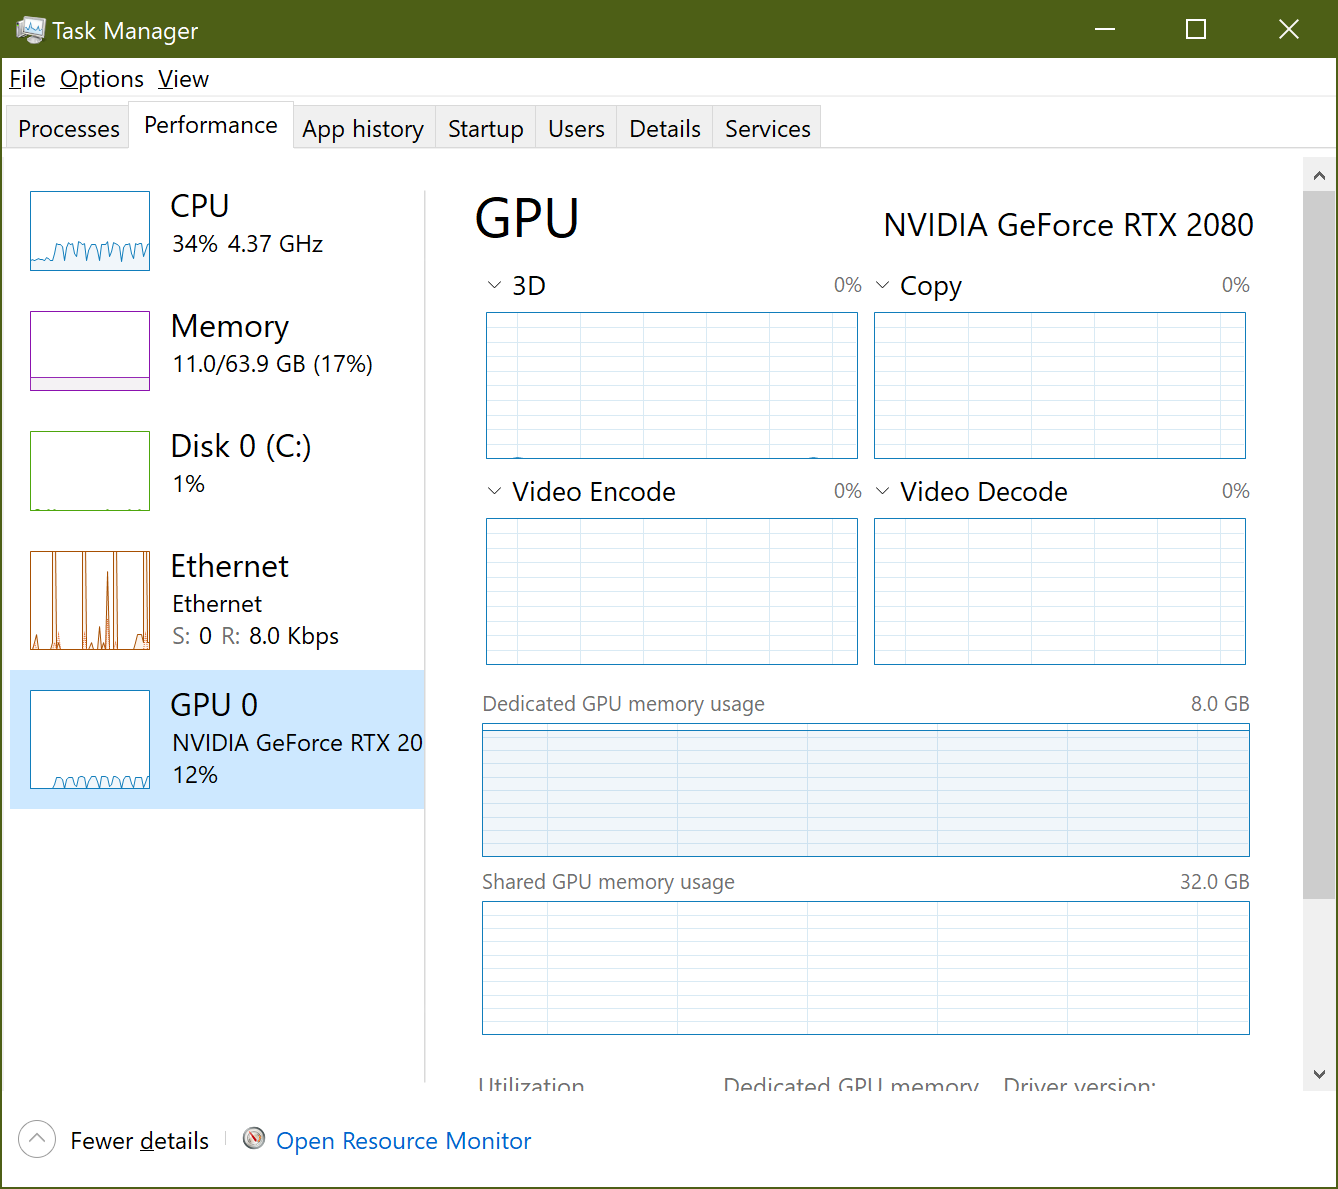 Task Manager
File Options View
Processes Performance App history Startup Users Details Services
CPU
34% 4.37 GHz
Memory
11.0/63.9 GB (17%)
Disk 0 (C:)
1%
Ethernet
Ethernet
S: 0 R: 8.0 Kbps
GPU 0
NVIDIA GeForce RTX 20
12%
GPU
NVIDIA GeForce RTX 2080
3D 0%
Copy 0%
Video Encode 0%
Video Decode 0%
Dedicated GPU memory usage 8.0 GB
Shared GPU memory usage 32.0 GB
Utilization Dedicated GPU memory Driver version:
Fewer details
Open Resource Monitor